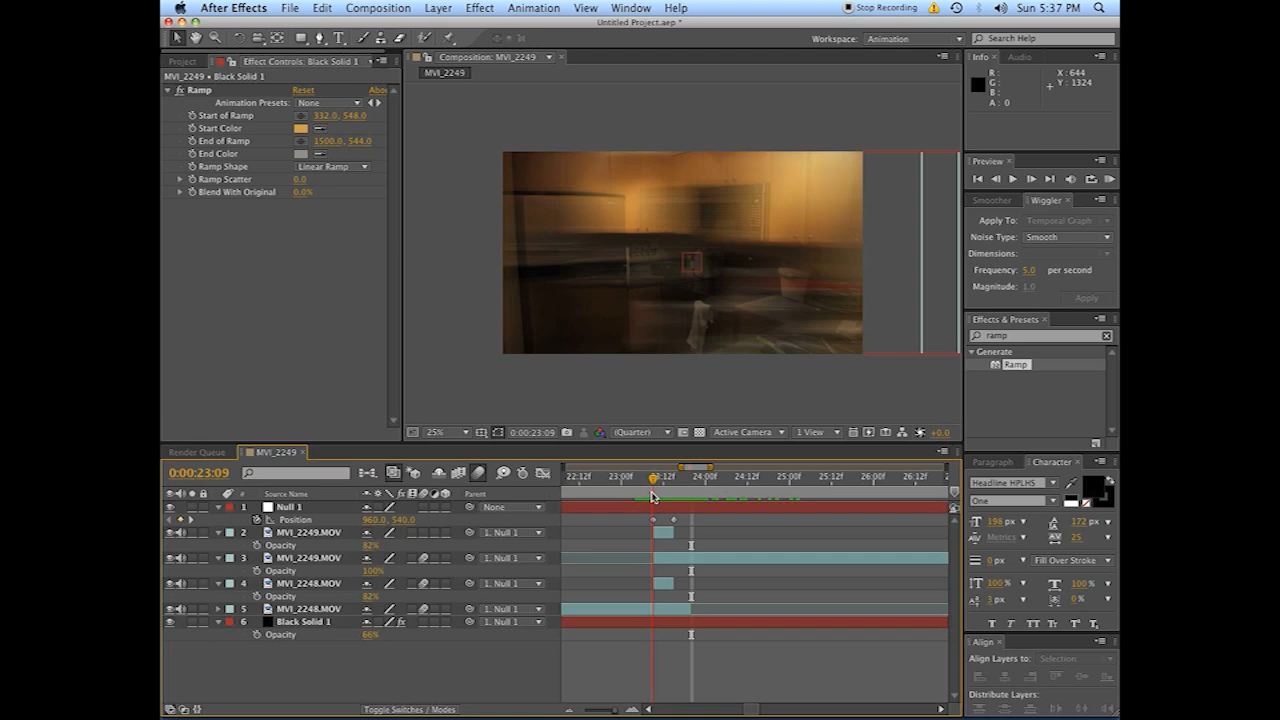 After Effects File Edit Composition Layer Effect Animation View Window Help Stop Recording Sun 5:37 PM
Untitled Project.aep *
Workspace: Animation Search Help
Project Effect Controls: Black Solid 1 Composition: MVI_2249 Info Audio
MVI_2249 • Black Solid 1 MVI_2249
Ramp Reset Abou
Animation Presets: None
Start of Ramp 332.0, 548.0
Start Color
End of Ramp 1500.0, 544.0
End Color
Ramp Shape Linear Ramp
Ramp Scatter 0.0
Blend With Original 0.0%
R: X: 644
G: Y: 1324
B:
A: 0
Preview
Smoother Wiggler
Apply To: Temporal Graph
Noise Type: Smooth
Dimensions:
Frequency: 5.0 per second
Magnitude: 1.0
Apply
Effects & Presets
ramp
Generate
Ramp
25% 0:00:23:09 (Quarter) Active Camera 1 View +0.0
Render Queue MVI_2249
0:00:23:09 22:12f 23:00f 12:12f 24:00f 24:12f 25:00f 25:12f 26:00f 26:12f 2
# Source Name Parent
1 Null 1 None
Position 960.0, 540.0
2 MVI_2249.MOV 1. Null 1
Opacity 82%
3 MVI_2249.MOV 1. Null 1
Opacity 100%
4 MVI_2248.MOV 1. Null 1
Opacity 82%
5 MVI_2248.MOV 1. Null 1
6 Black Solid 1 1. Null 1
Opacity 66%
Toggle Switches / Modes
Paragraph Character
Headline HPLHS
One
198 px 172 px
Metrics 25
0 px Fill Over Stroke
100% 100%
3 px 0%
T T TT Tr T' T,
Align
Align Layers to: Selection
Distribute Layers: